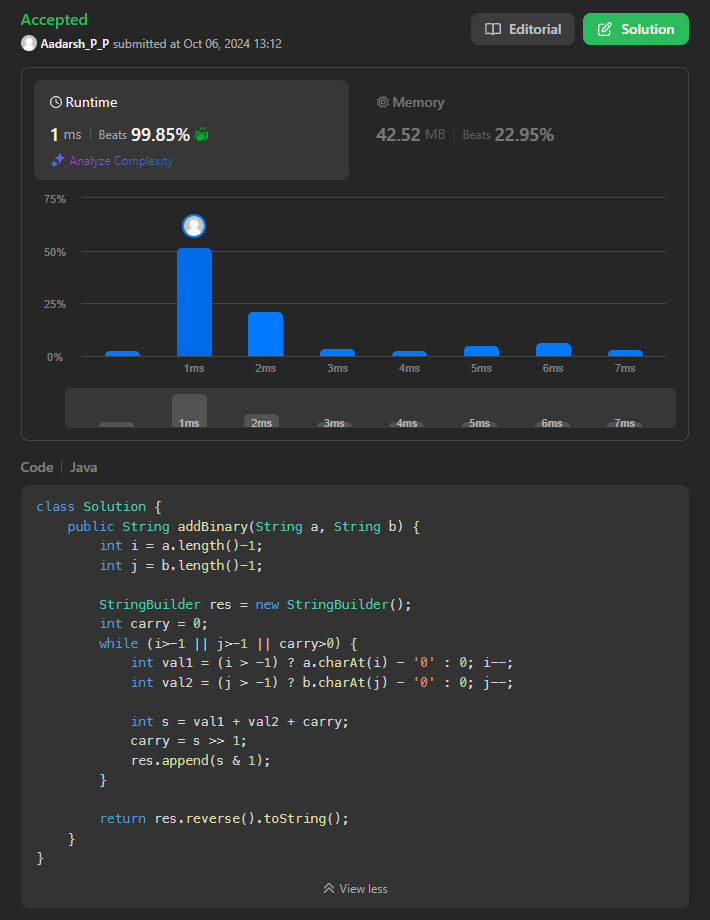 Accepted
Editorial
Solution
Aadarsh_P_P submitted at Oct 06, 2024 13:12
Runtime
Memory
1 ms | Beats 99.85%
42.52 MB | Beats 22.95%
Analyze Complexity
75%
50%
25%
0%
1ms 2ms 3ms 4ms 5ms 6ms 7ms
1ms 2ms 3ms 4ms 5ms 6ms 7ms
Code | Java
class Solution {
    public String addBinary(String a, String b) {
        int i = a.length()-1;
        int j = b.length()-1;

        StringBuilder res = new StringBuilder();
        int carry = 0;
        while (i>-1 || j>-1 || carry>0) {
            int val1 = (i > -1) ? a.charAt(i) - '0' : 0; i--;
            int val2 = (j > -1) ? b.charAt(j) - '0' : 0; j--;

            int s = val1 + val2 + carry;
            carry = s >> 1;
            res.append(s & 1);
        }

        return res.reverse().toString();
    }
}
View less